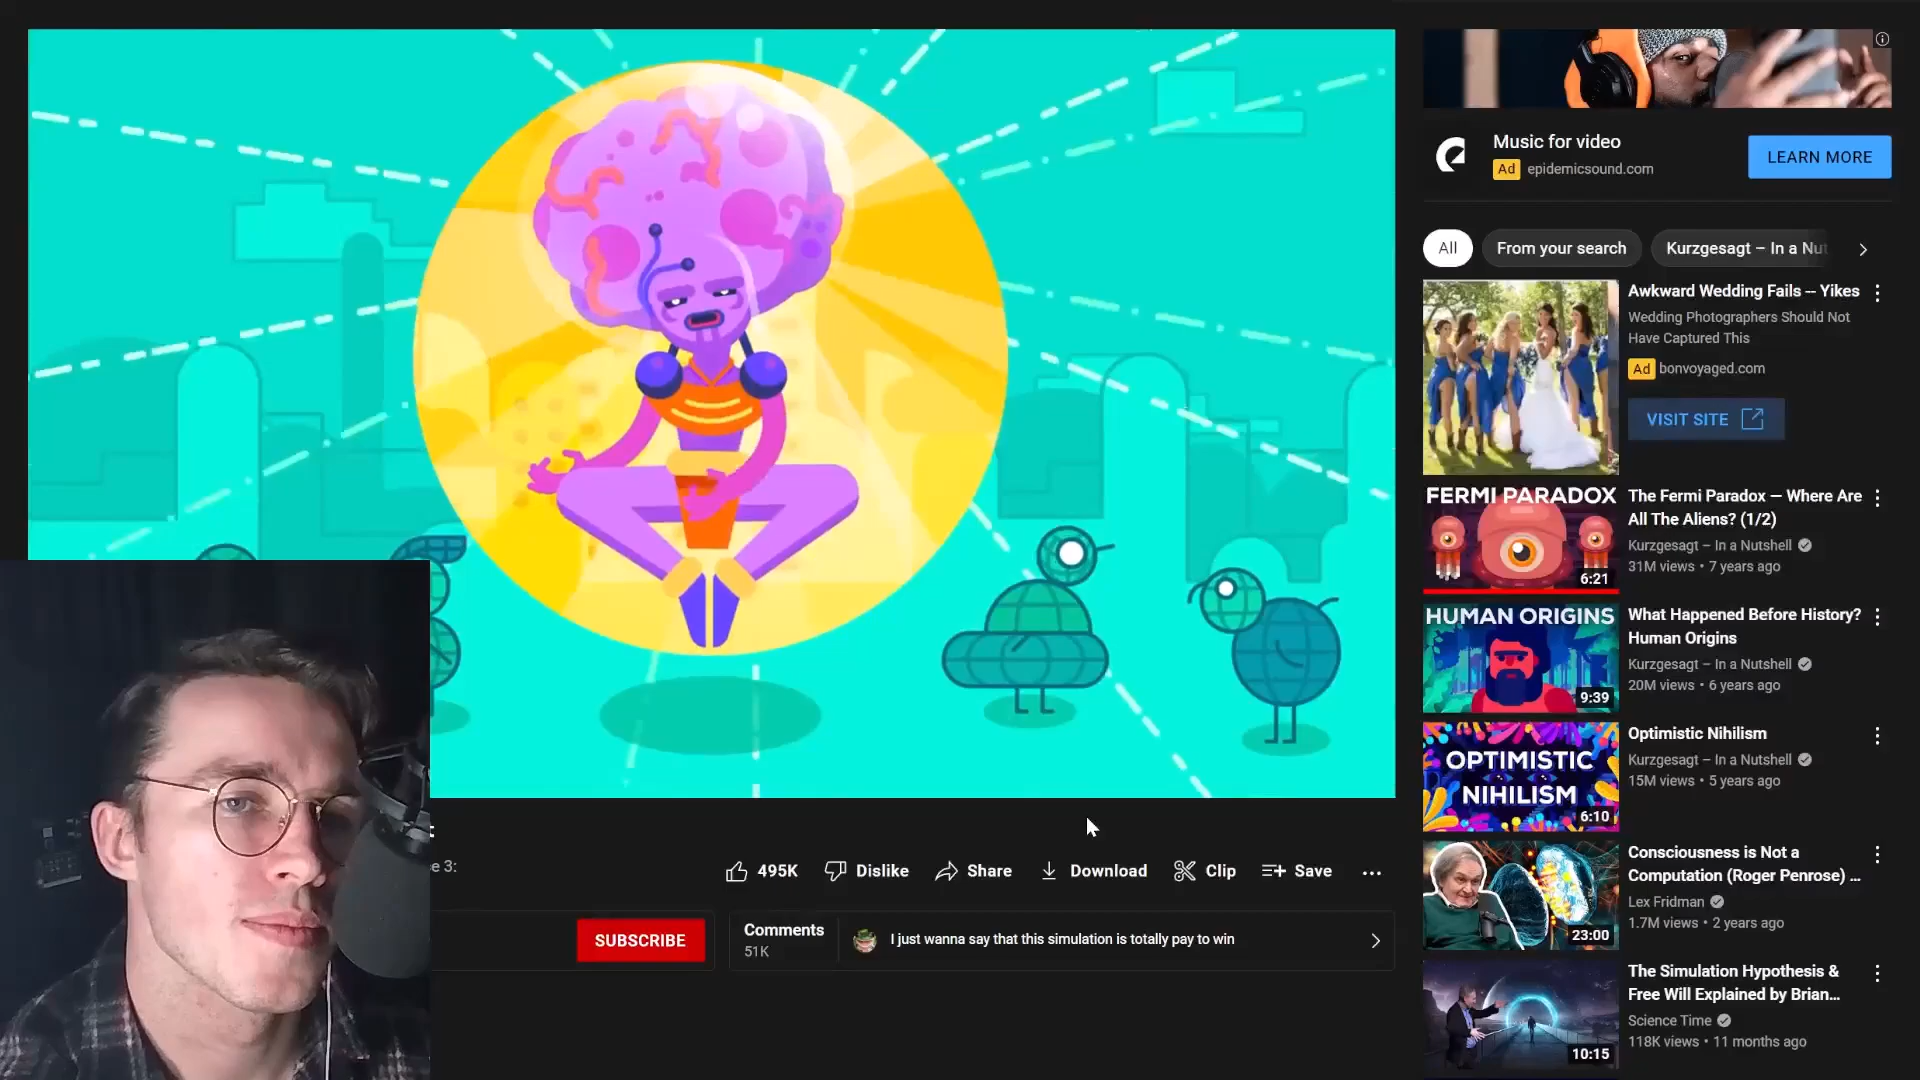 Music for video
Ad epidemicsound.com
LEARN MORE
All
From your search
Kurzgesagt – In a Nut
Awkward Wedding Fails -- Yikes
Wedding Photographers Should Not
Have Captured This
Ad bonvoyaged.com
VISIT SITE
FERMI PARADOX
6:21
The Fermi Paradox — Where Are
All The Aliens? (1/2)
Kurzgesagt – In a Nutshell
31M views • 7 years ago
HUMAN ORIGINS
9:39
What Happened Before History?
Human Origins
Kurzgesagt – In a Nutshell
20M views • 6 years ago
OPTIMISTIC
NIHILISM
6:10
Optimistic Nihilism
Kurzgesagt – In a Nutshell
15M views • 5 years ago
23:00
Consciousness is Not a
Computation (Roger Penrose) ...
Lex Fridman
1.7M views • 2 years ago
10:15
The Simulation Hypothesis &
Free Will Explained by Brian...
Science Time
118K views • 11 months ago
e 3:
495K
Dislike
Share
Download
Clip
Save
SUBSCRIBE
Comments
51K
I just wanna say that this simulation is totally pay to win